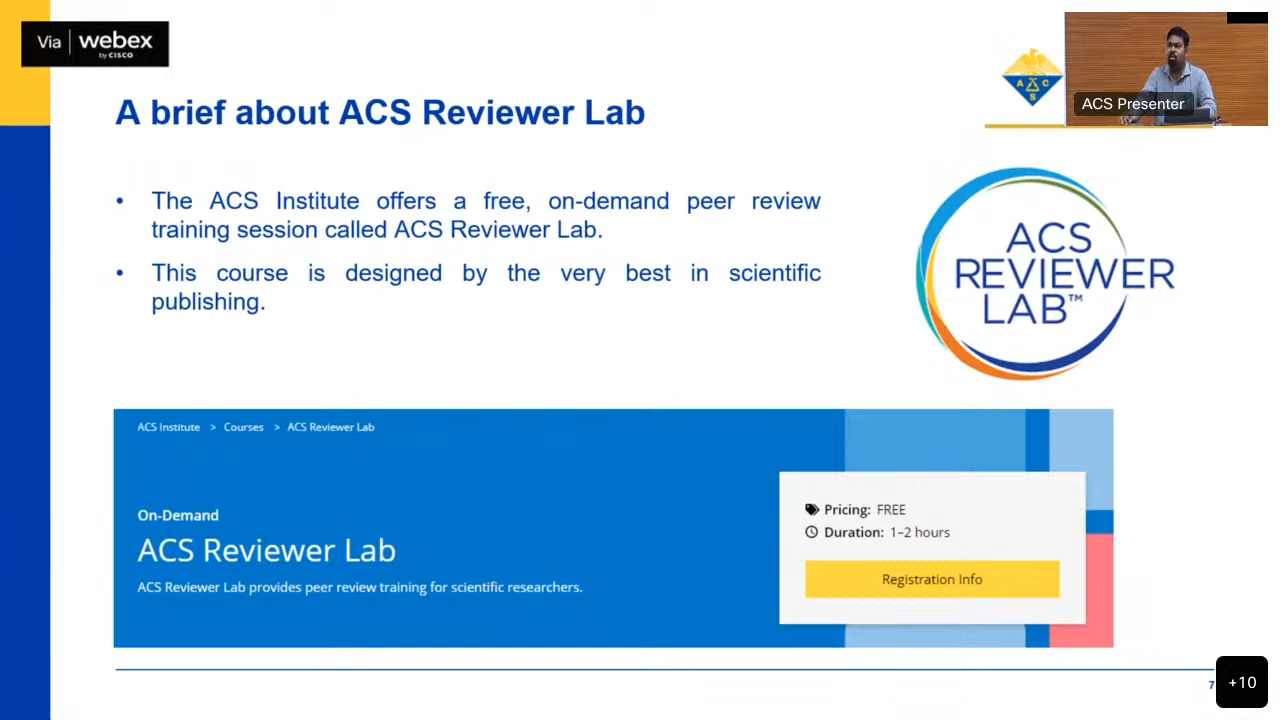 Via webex
by CISCO
A C S
ACS Presenter
A brief about ACS Reviewer Lab
• The ACS Institute offers a free, on-demand peer review
training session called ACS Reviewer Lab.
• This course is designed by the very best in scientific
publishing.
ACS
REVIEWER
LAB™
ACS Institute > Courses > ACS Reviewer Lab
On-Demand
ACS Reviewer Lab
ACS Reviewer Lab provides peer review training for scientific researchers.
Pricing: FREE
Duration: 1–2 hours
Registration Info
7
+10